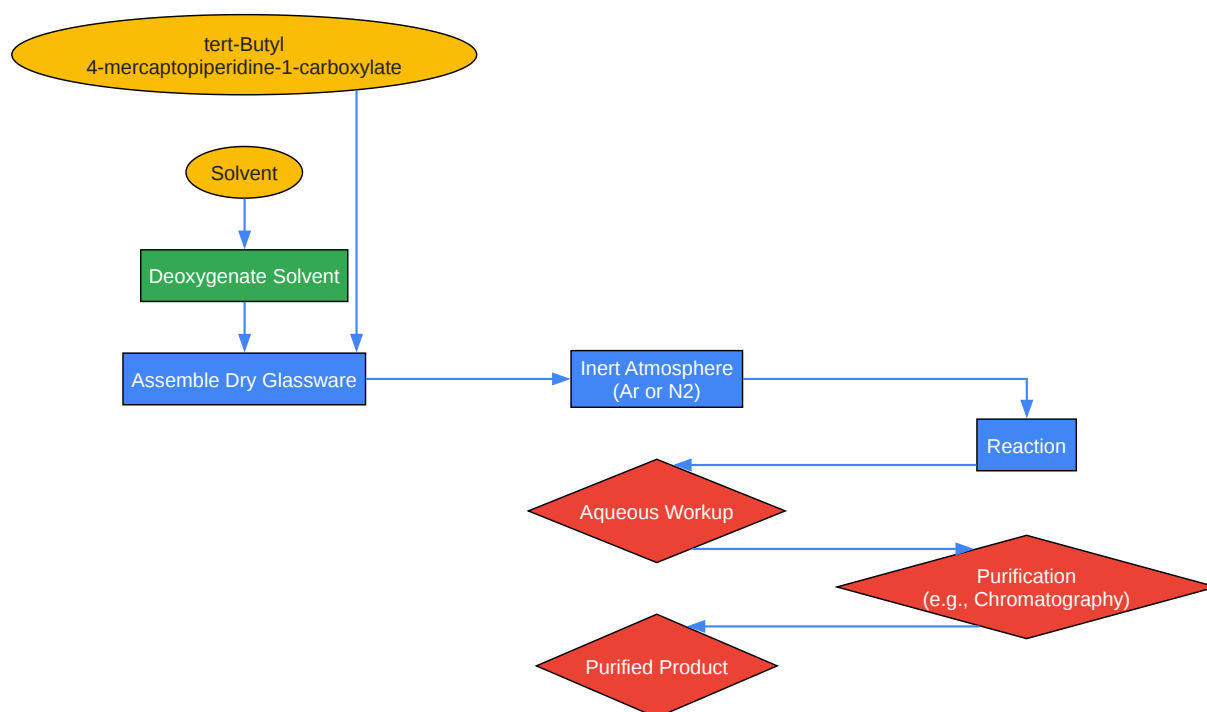 tert-Butyl
4-mercaptopiperidine-1-carboxylate
Solvent
Deoxygenate Solvent
Assemble Dry Glassware
Inert Atmosphere
(Ar or N2)
Reaction
Aqueous Workup
Purification
(e.g., Chromatography)
Purified Product